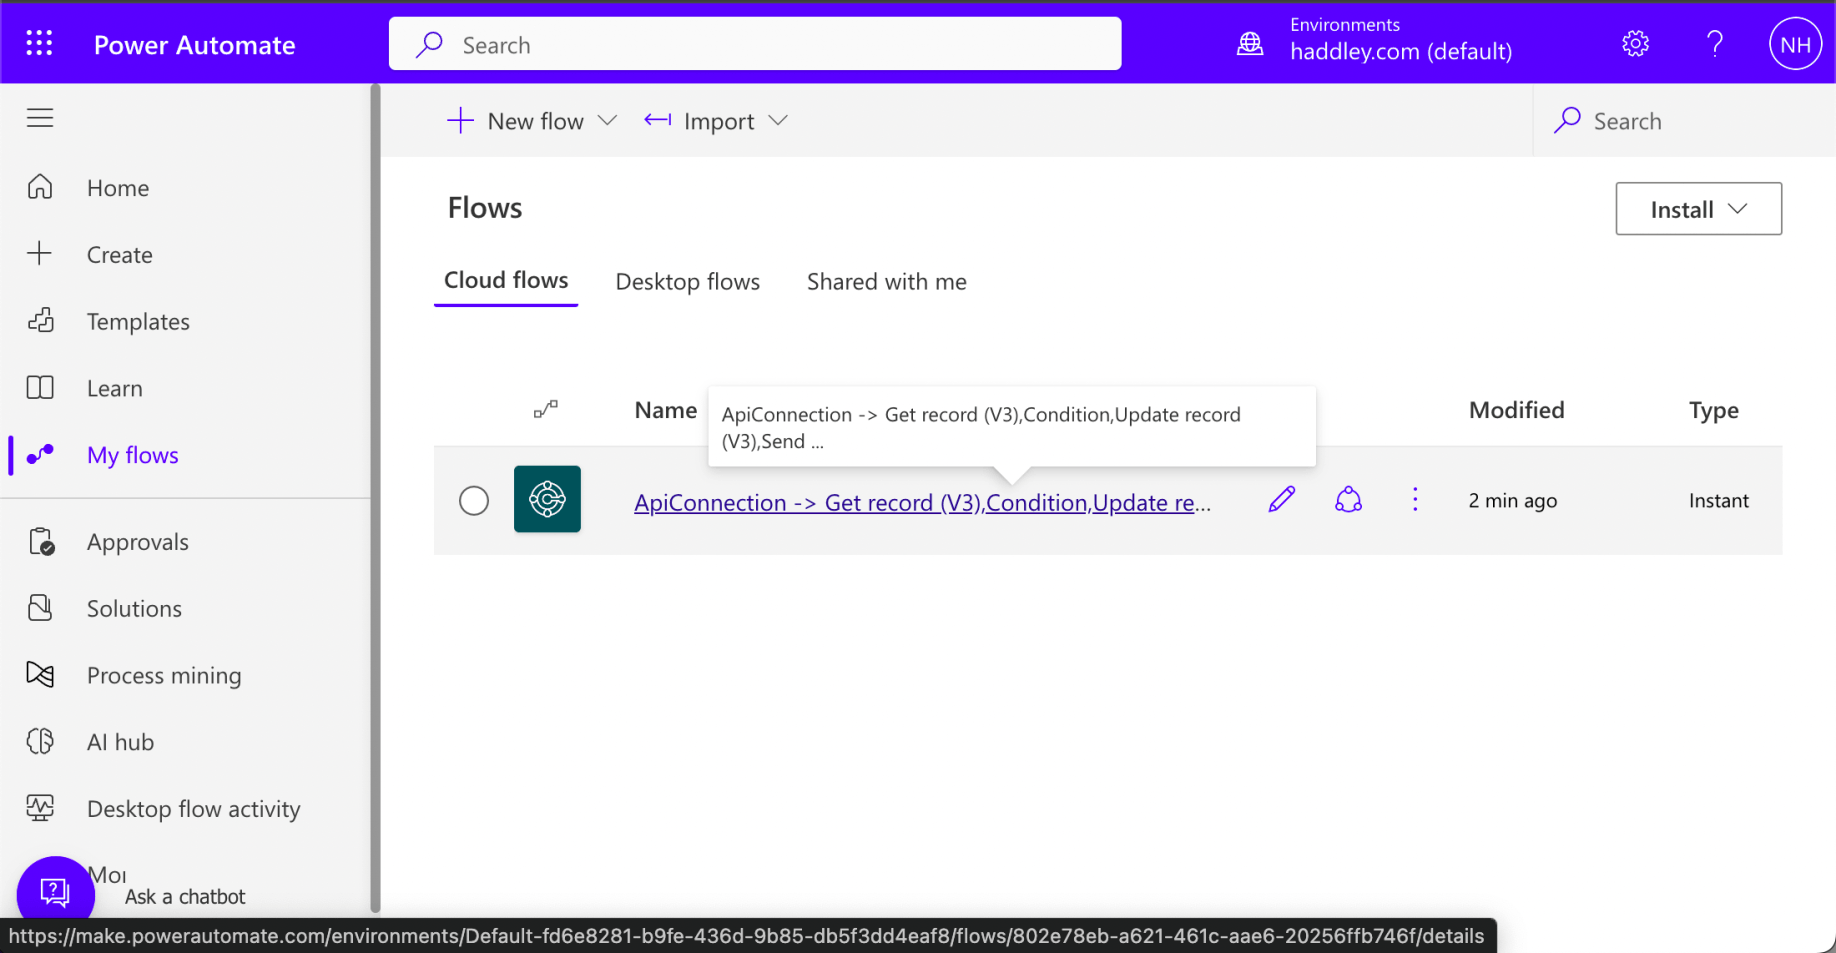 Power Automate
Search
Environments
haddley.com (default)
?
NH
New flow
Import
Search
Home
Create
Templates
Learn
My flows
Approvals
Solutions
Process mining
AI hub
Desktop flow activity
Flows
Install
Cloud flows
Desktop flows
Shared with me
Name
Modified
Type
ApiConnection -> Get record (V3),Condition,Update record
(V3),Send ...
ApiConnection -> Get record (V3),Condition,Update re...
2 min ago
Instant
Ask a chatbot
https://make.powerautomate.com/environments/Default-fd6e8281-b9fe-436d-9b85-db5f3dd4eaf8/flows/802e78eb-a621-461c-aae6-20256ffb746f/details